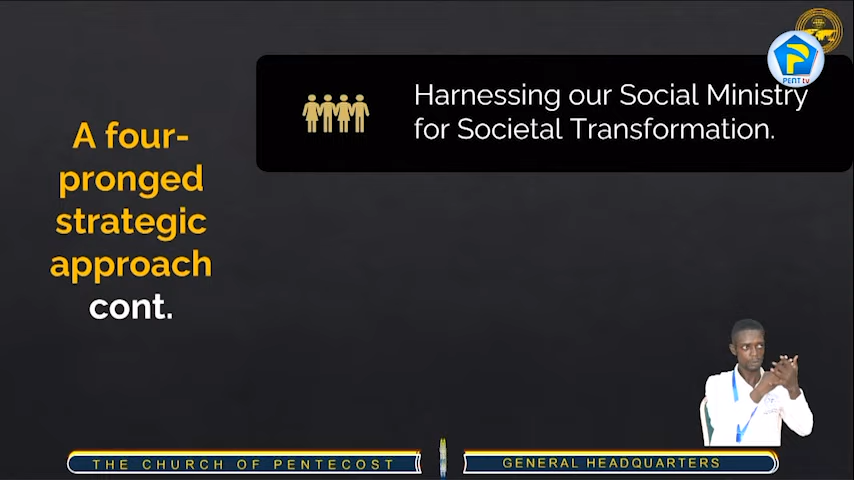 A four-
pronged
strategic
approach
cont.
Harnessing our Social Ministry
for Societal Transformation.
PENT tv
THE CHURCH OF PENTECOST
GENERAL HEADQUARTERS